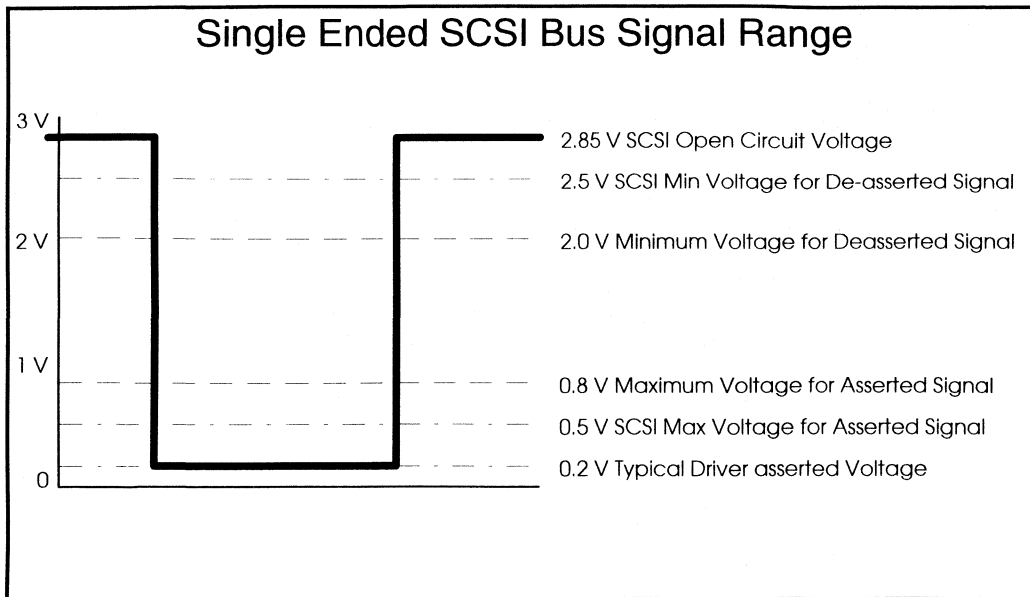 Single Ended SCSI Bus Signal Range
3 V
2.85 V SCSI Open Circuit Voltage
2.5 V SCSI Min Voltage for De-asserted Signal
2 V
2.0 V Minimum Voltage for Deasserted Signal
1 V
0.8 V Maximum Voltage for Asserted Signal
0.5 V SCSI Max Voltage for Asserted Signal
0.2 V Typical Driver asserted Voltage
0